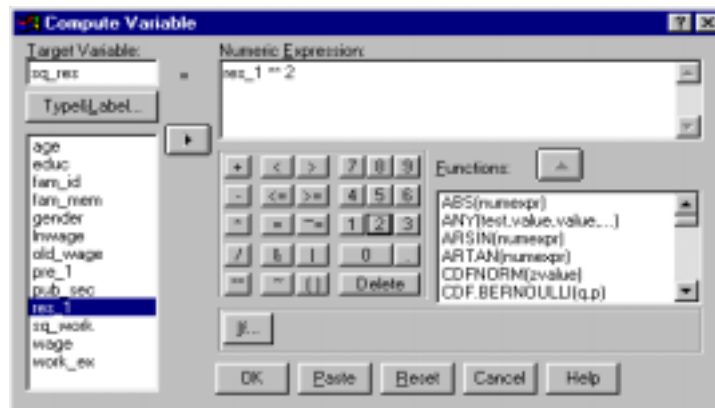 Compute Variable
Target Variable:
sq_res
=
Numeric Expression:
res_1 ** 2
Type&Label...
age
educ
fam_id
fam_mem
gender
lnwage
old_wage
pre_1
pub_sec
res_1
sq_work
wage
work_ex
+ < > 7 8 9
- <= >= 4 5 6
* = ~= 1 2 3
/ & | 0 .
** ~ ( ) Delete
Functions:
ABS(numexpr)
ANY(test,value,value,...)
ARSIN(numexpr)
ARTAN(numexpr)
CDFNORM(zvalue)
CDF.BERNOULLI(q,p)
If...
OK Paste Reset Cancel Help